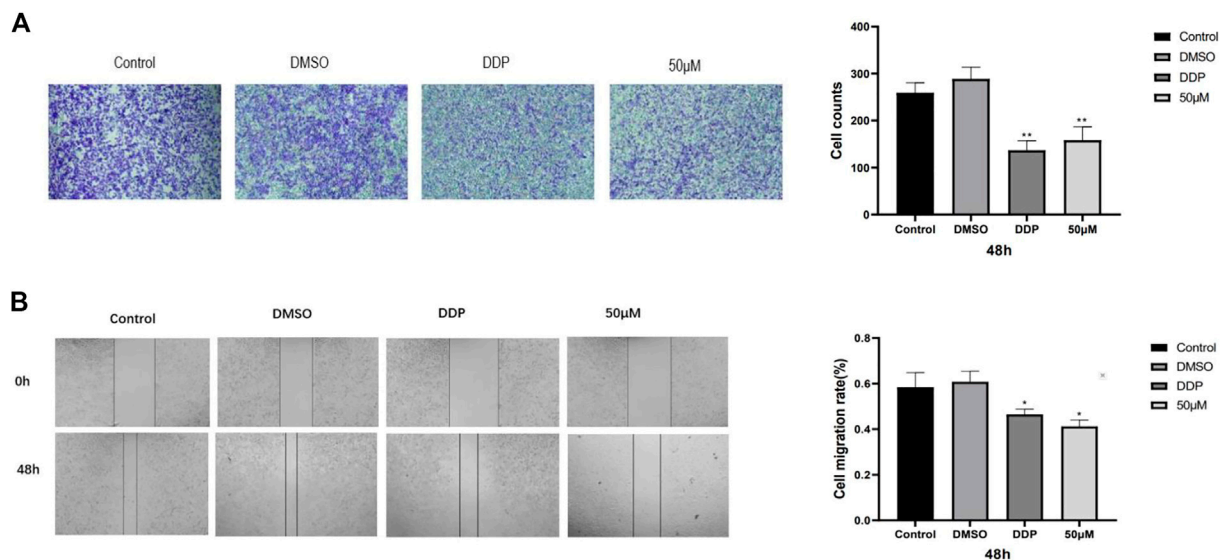 A
Control DMSO DDP 50μM
Cell counts
400
300
200
100
0
** **
Control DMSO DDP 50μM
48h
Control
DMSO
DDP
50μM
B
Control DMSO DDP 50μM
0h
48h
Cell migration rate(%)
0.8
0.6
0.4
0.2
0.0
* *
Control DMSO DDP 50μM
48h
Control
DMSO
DDP
50μM